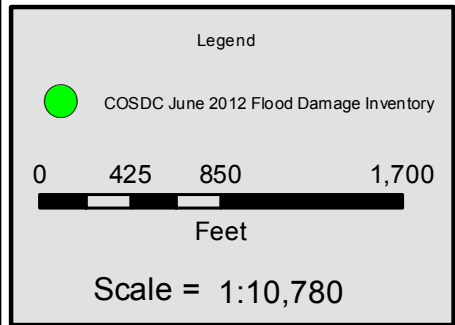 Legend
COSDC June 2012 Flood Damage Inventory
0 425 850 1,700
Feet
Scale = 1:10,780